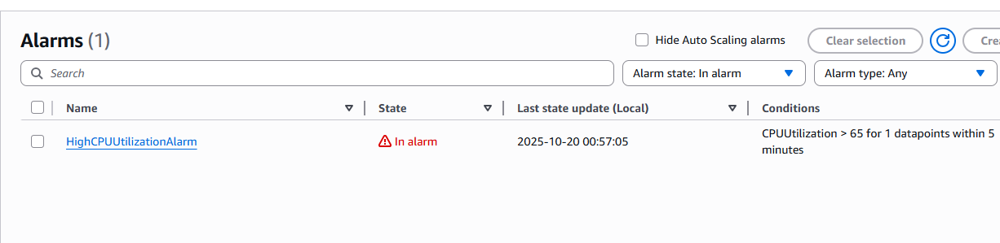 Alarms (1)
Hide Auto Scaling alarms
Clear selection
Search
Alarm state: In alarm
Alarm type: Any
Name
State
Last state update (Local)
Conditions
HighCPUUtilizationAlarm
In alarm
2025-10-20 00:57:05
CPUUtilization > 65 for 1 datapoints within 5
minutes